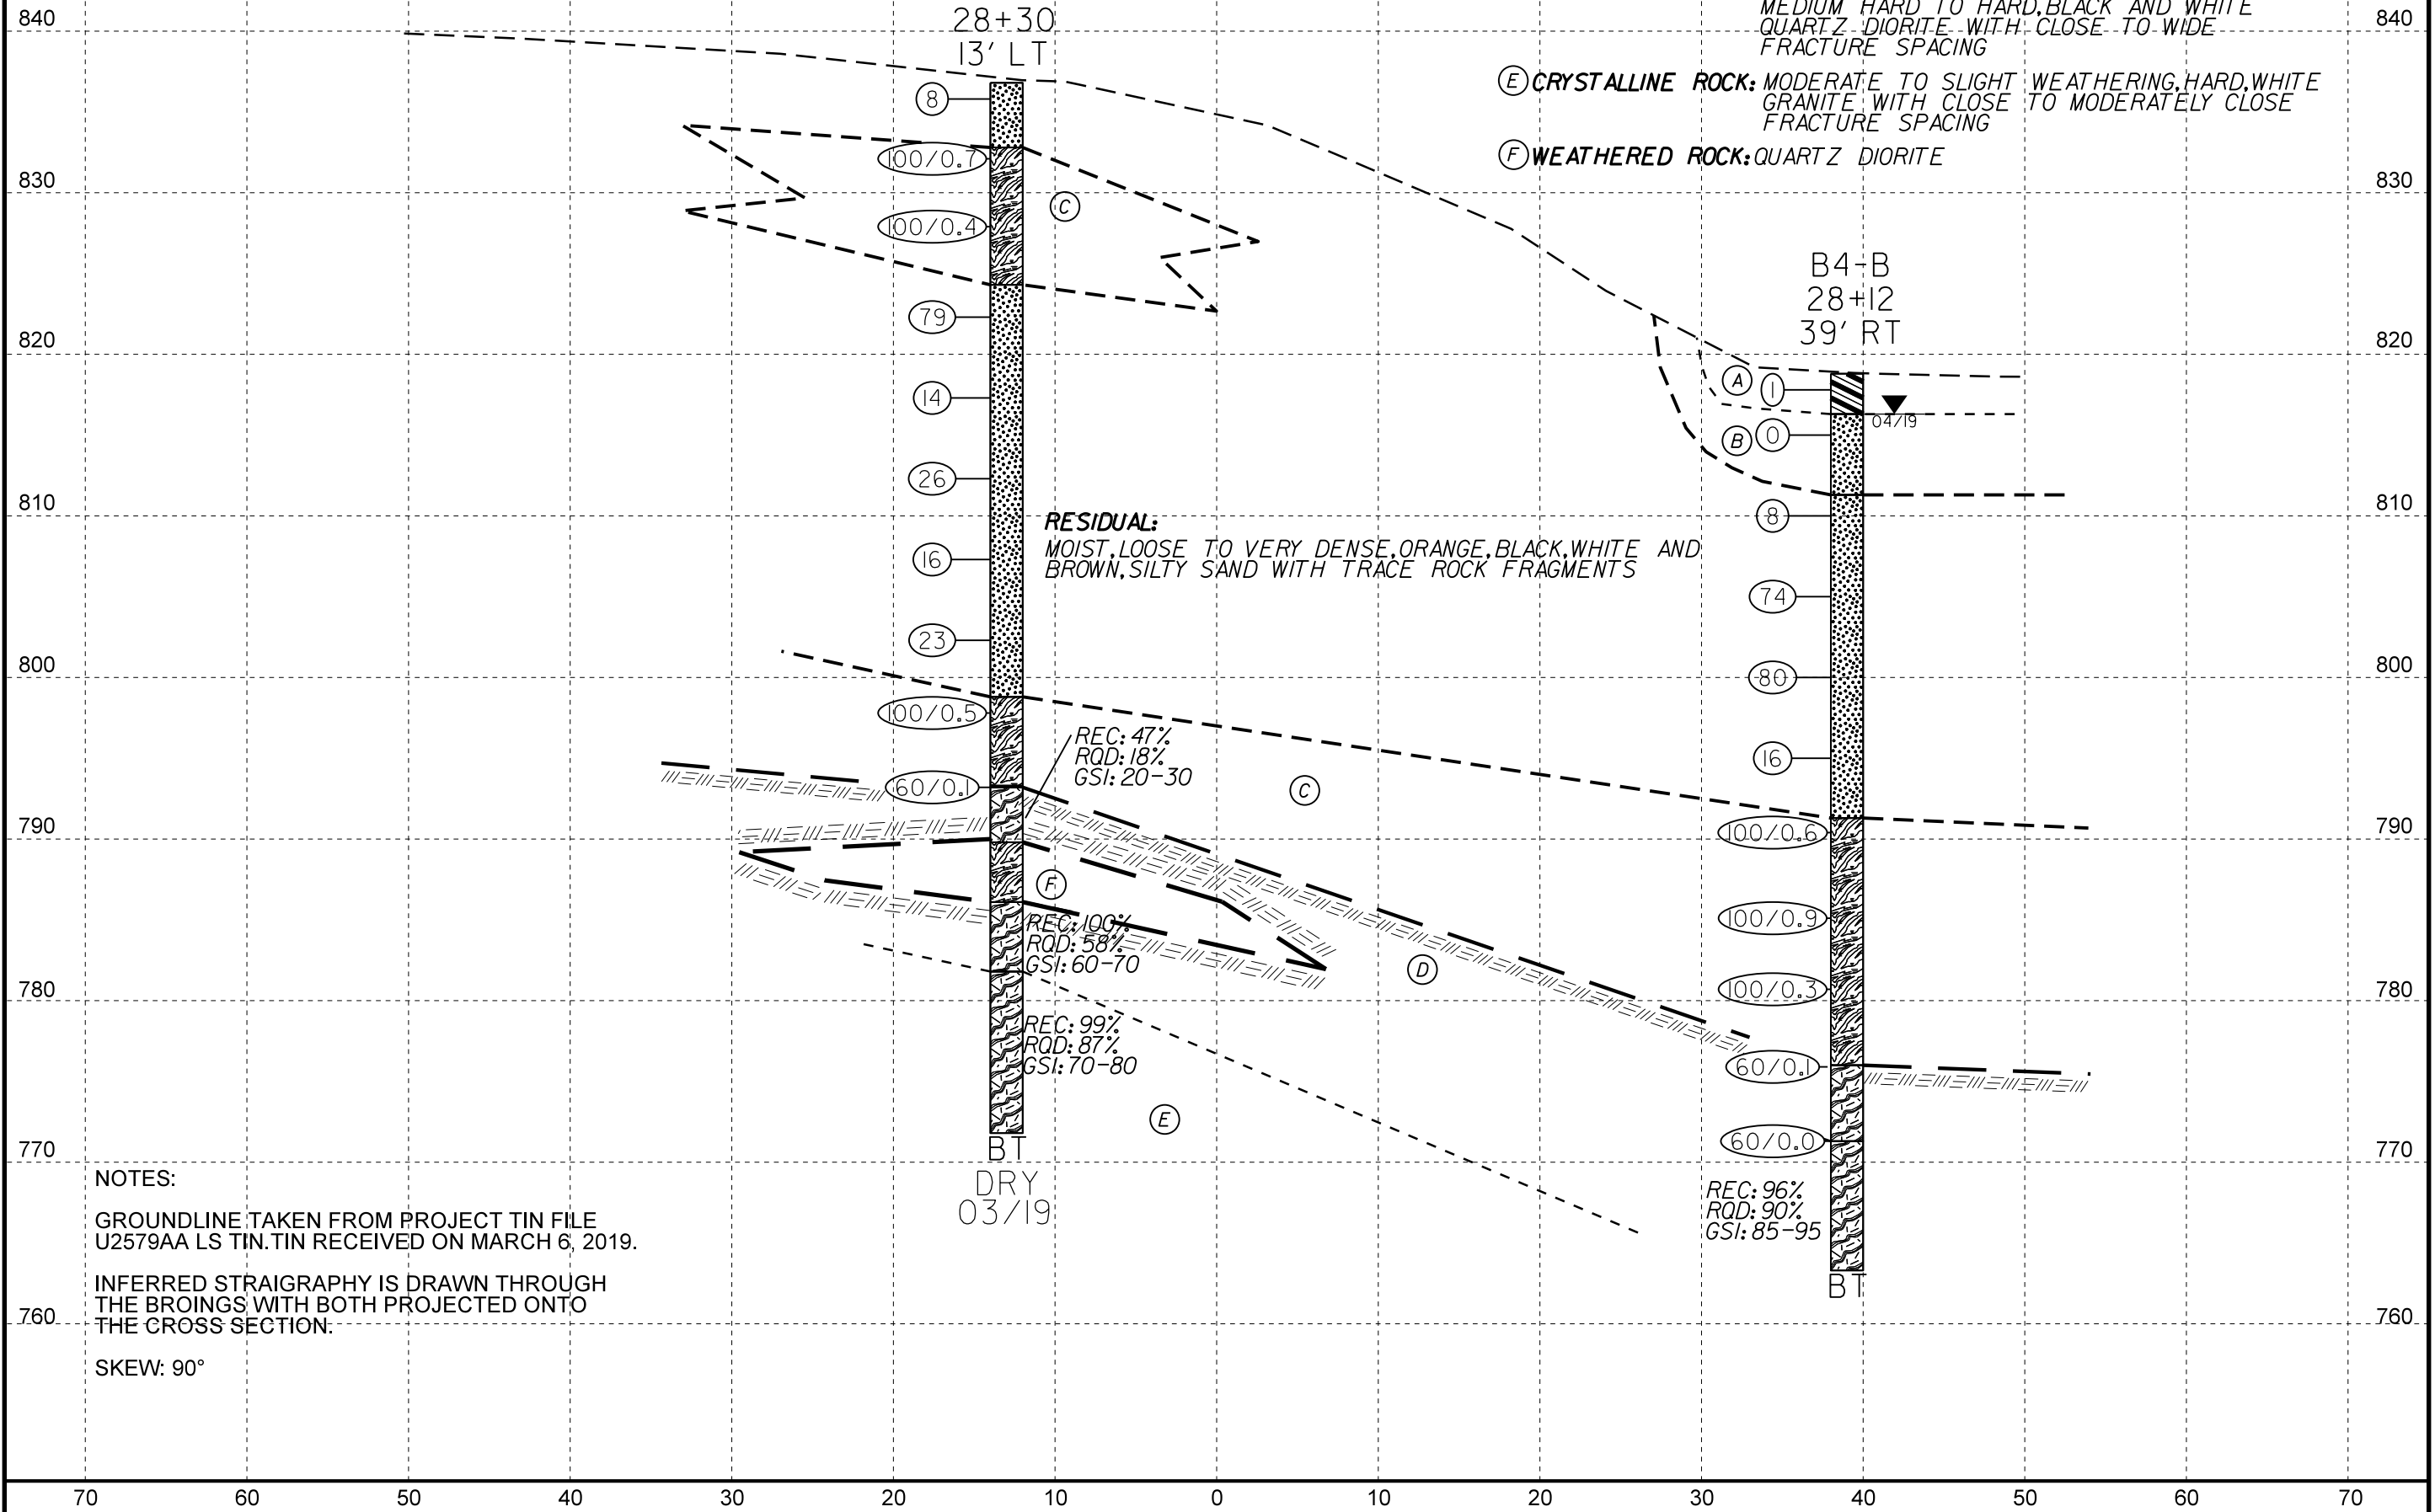 MEDIUM HARD TO HARD, BLACK AND WHITE
QUARTZ DIORITE WITH CLOSE TO WIDE
FRACTURE SPACING
E CRYSTALLINE ROCK: MODERATE TO SLIGHT WEATHERING, HARD, WHITE
GRANITE WITH CLOSE TO MODERATELY CLOSE
FRACTURE SPACING
F WEATHERED ROCK: QUARTZ DIORITE
840
840
830
830
820
820
810
810
800
800
790
790
780
780
770
770
760
760
28+30
13' LT
8
100/0.7
100/0.4
C
79
14
26
16
23
100/0.5
60/0.1
REC: 47%
RQD: 18%
GSI: 20-30
F
REC: 100%
RQD: 58%
GSI: 60-70
REC: 99%
RQD: 87%
GSI: 70-80
BT
DRY
03/19
RESIDUAL:
MOIST, LOOSE TO VERY DENSE, ORANGE, BLACK, WHITE AND
BROWN, SILTY SAND WITH TRACE ROCK FRAGMENTS
C
D
E
B4-B
28+12
39' RT
A
1
04/19
B
0
8
74
80
16
100/0.6
100/0.9
100/0.3
60/0.1
60/0.0
REC: 96%
RQD: 90%
GSI: 85-95
BT
NOTES:
GROUNDLINE TAKEN FROM PROJECT TIN FILE
U2579AA LS TIN.TIN RECEIVED ON MARCH 6, 2019.
INFERRED STRAIGRAPHY IS DRAWN THROUGH
THE BROINGS WITH BOTH PROJECTED ONTO
THE CROSS SECTION.
SKEW: 90°
70 60 50 40 30 20 10 0 10 20 30 40 50 60 70